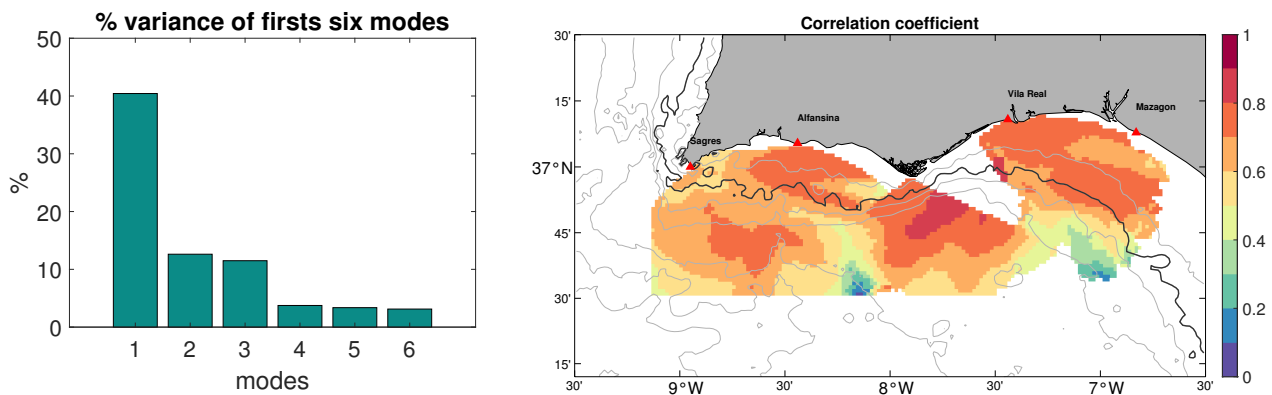 % variance of firsts six modes
50
40
30
20
10
0
%
1 2 3 4 5 6
modes
Correlation coefficient
30'
15'
37°N
45'
30'
15'
30' 9°W 30' 8°W 30' 7°W 30'
Sagres
Alfansina
Vila Real
Mazagon
1
0.8
0.6
0.4
0.2
0